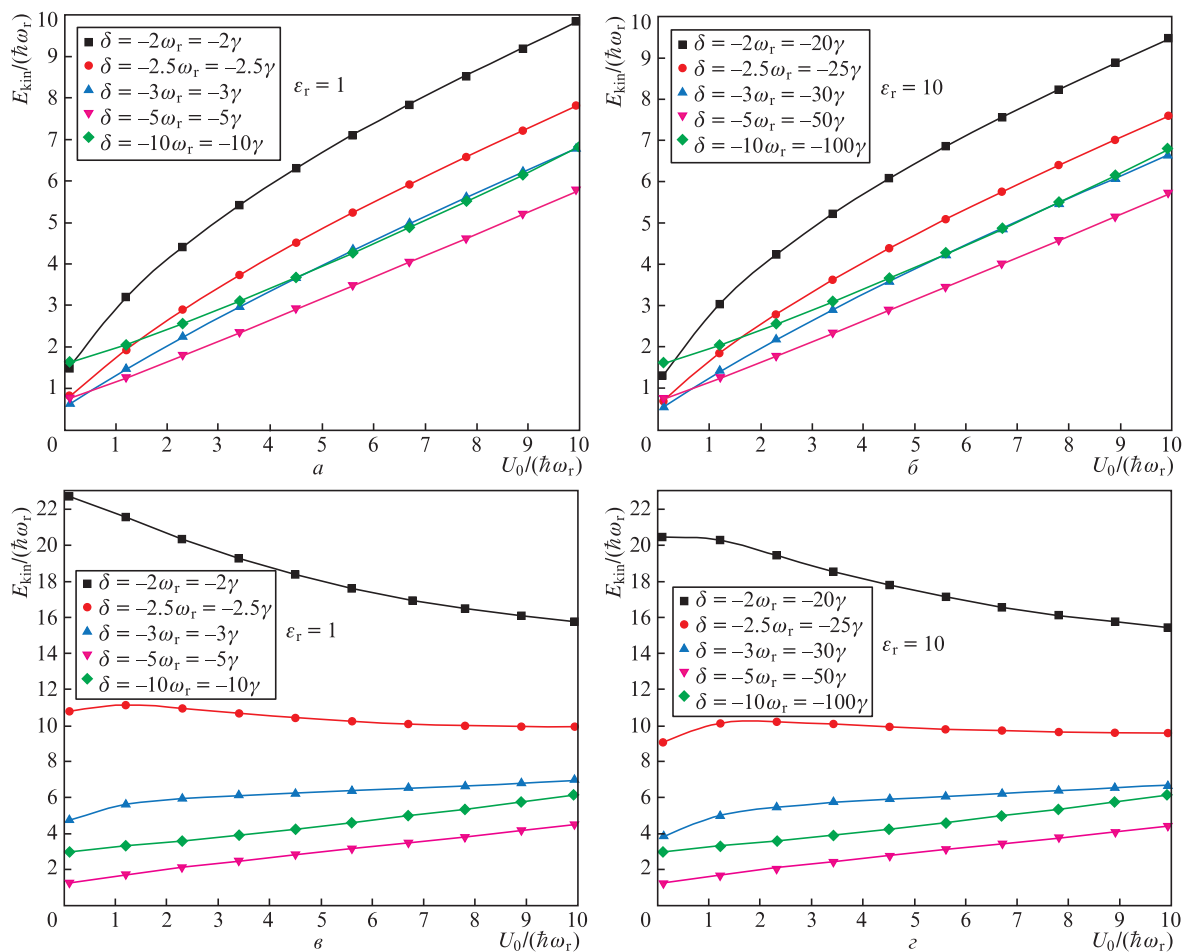 E_kin/(ħω_r)
10
9
8
7
6
5
4
3
2
1
0
δ = –2ω_r = –2γ
δ = –2.5ω_r = –2.5γ
δ = –3ω_r = –3γ
δ = –5ω_r = –5γ
δ = –10ω_r = –10γ
ε_r = 1
1 2 3 4 5 6 7 8 9 10
а
U_0/(ħω_r)
E_kin/(ħω_r)
10
9
8
7
6
5
4
3
2
1
0
δ = –2ω_r = –20γ
δ = –2.5ω_r = –25γ
δ = –3ω_r = –30γ
δ = –5ω_r = –50γ
δ = –10ω_r = –100γ
ε_r = 10
1 2 3 4 5 6 7 8 9 10
б
U_0/(ħω_r)
E_kin/(ħω_r)
22
20
18
16
14
12
10
8
6
4
2
0
δ = –2ω_r = –2γ
δ = –2.5ω_r = –2.5γ
δ = –3ω_r = –3γ
δ = –5ω_r = –5γ
δ = –10ω_r = –10γ
ε_r = 1
1 2 3 4 5 6 7 8 9 10
в
U_0/(ħω_r)
E_kin/(ħω_r)
22
20
18
16
14
12
10
8
6
4
2
0
δ = –2ω_r = –20γ
δ = –2.5ω_r = –25γ
δ = –3ω_r = –30γ
δ = –5ω_r = –50γ
δ = –10ω_r = –100γ
ε_r = 10
1 2 3 4 5 6 7 8 9 10
г
U_0/(ħω_r)